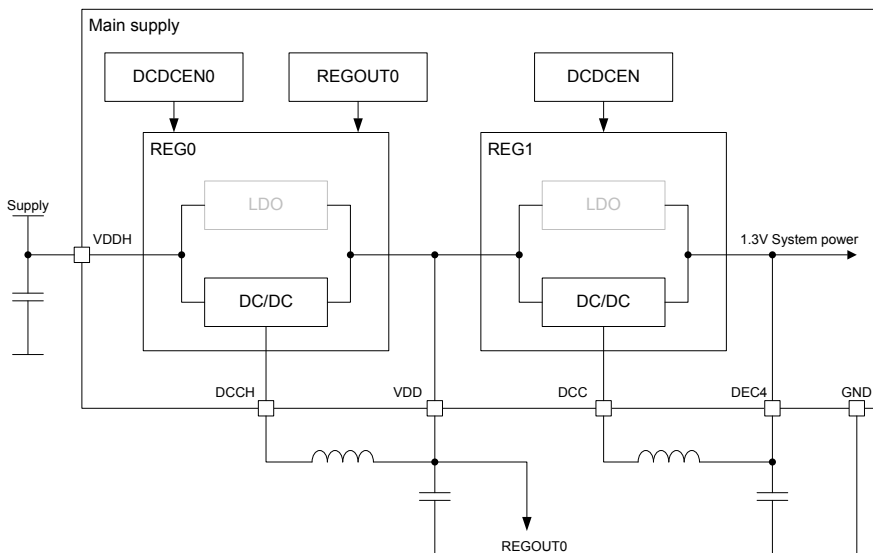 Main supply
DCDCEN0
REGOUT0
DCDCEN
REG0
REG1
LDO
LDO
Supply
VDDH
1.3V System power
DC/DC
DC/DC
DCCH
VDD
DCC
DEC4
GND
REGOUT0